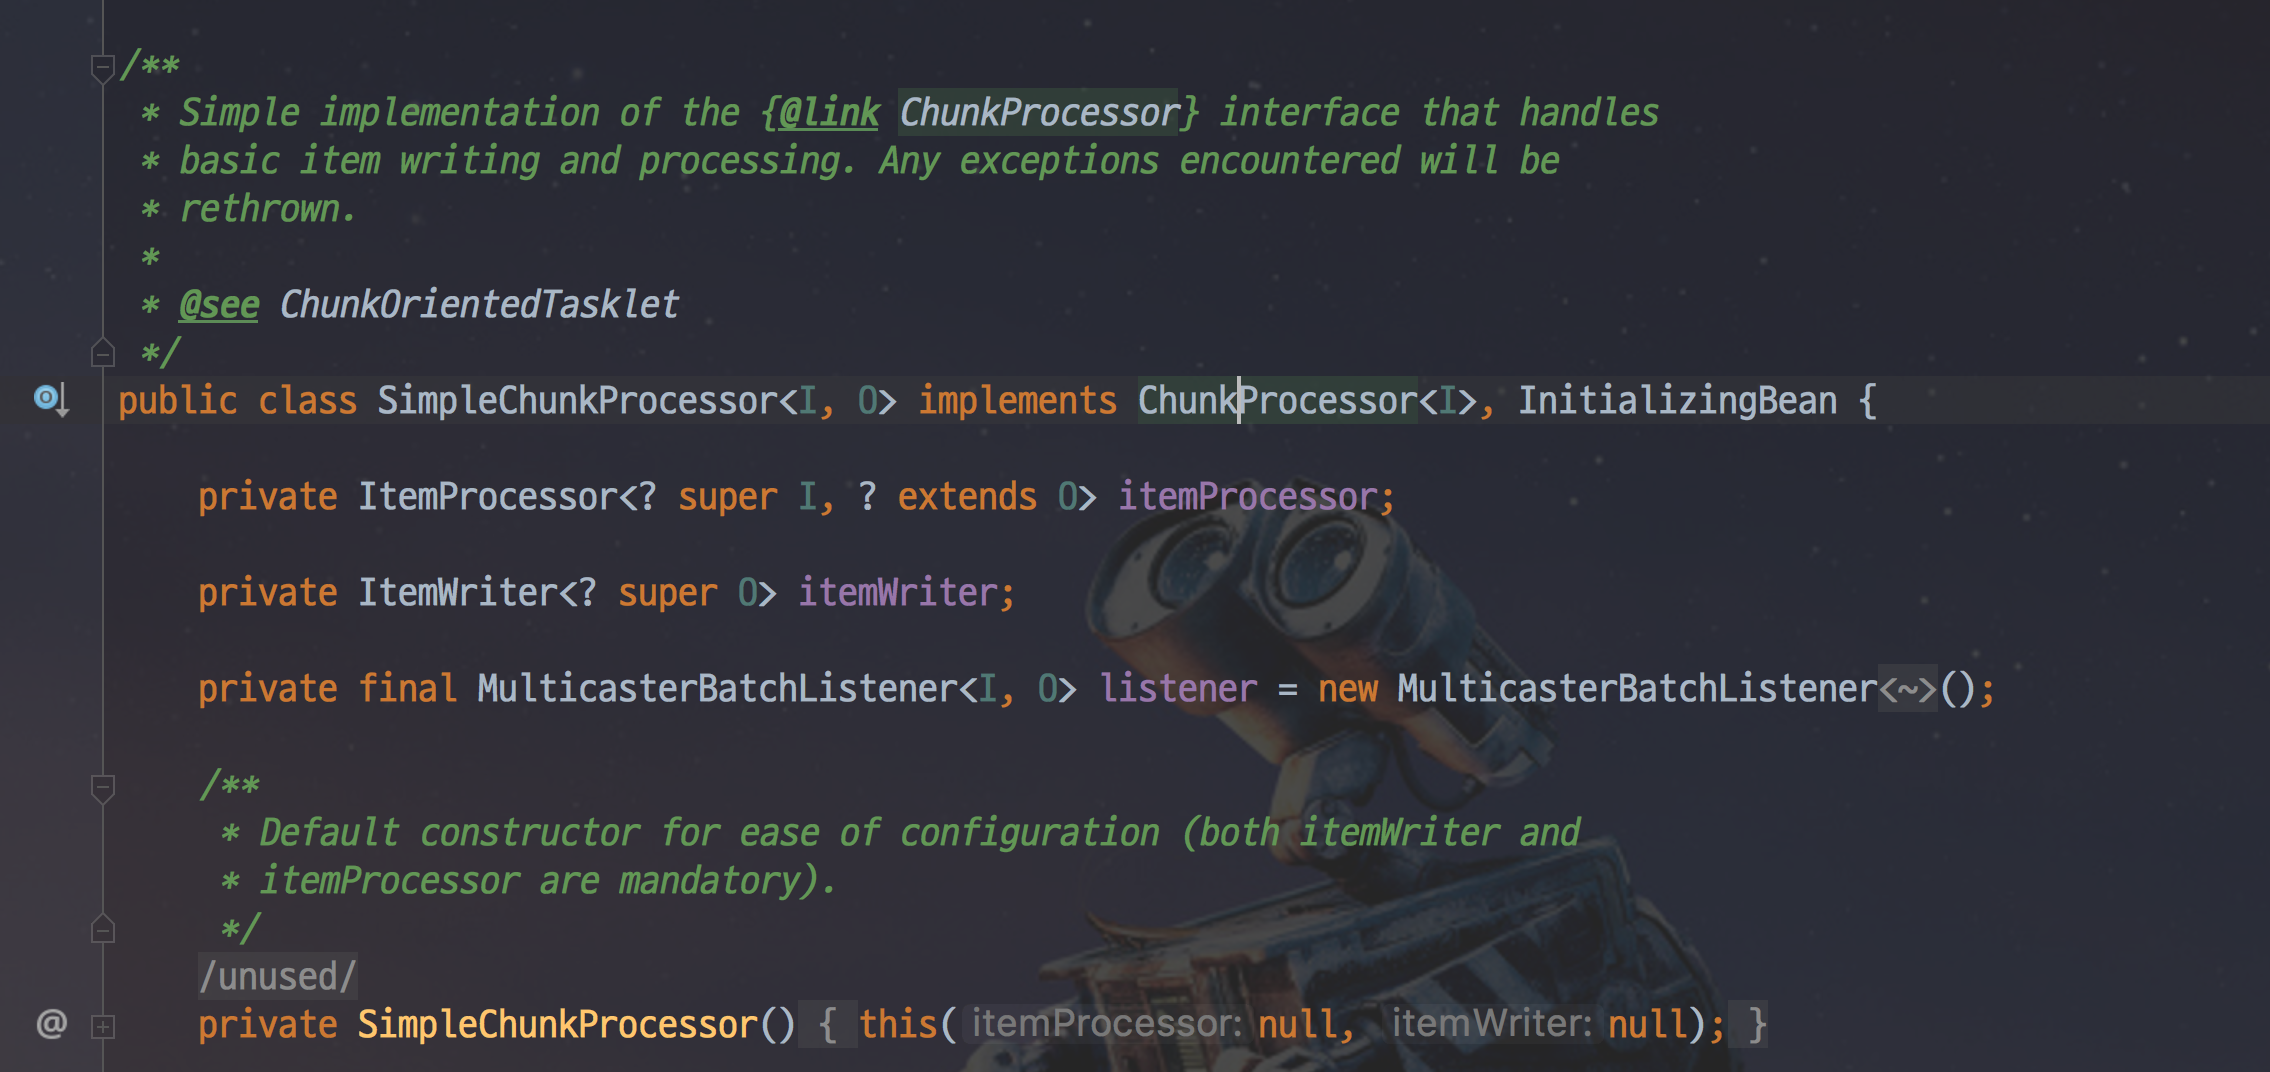 /**
* Simple implementation of the {@link ChunkProcessor} interface that handles
* basic item writing and processing. Any exceptions encountered will be
* rethrown.
*
* @see ChunkOrientedTasklet
*/
public class SimpleChunkProcessor<I, O> implements ChunkProcessor<I>, InitializingBean {
private ItemProcessor<? super I, ? extends O> itemProcessor;
private ItemWriter<? super O> itemWriter;
private final MulticasterBatchListener<I, O> listener = new MulticasterBatchListener<~>();
/**
* Default constructor for ease of configuration (both itemWriter and
* itemProcessor are mandatory).
*/
/unused/
@ private SimpleChunkProcessor() { this( itemProcessor: null, itemWriter: null); }